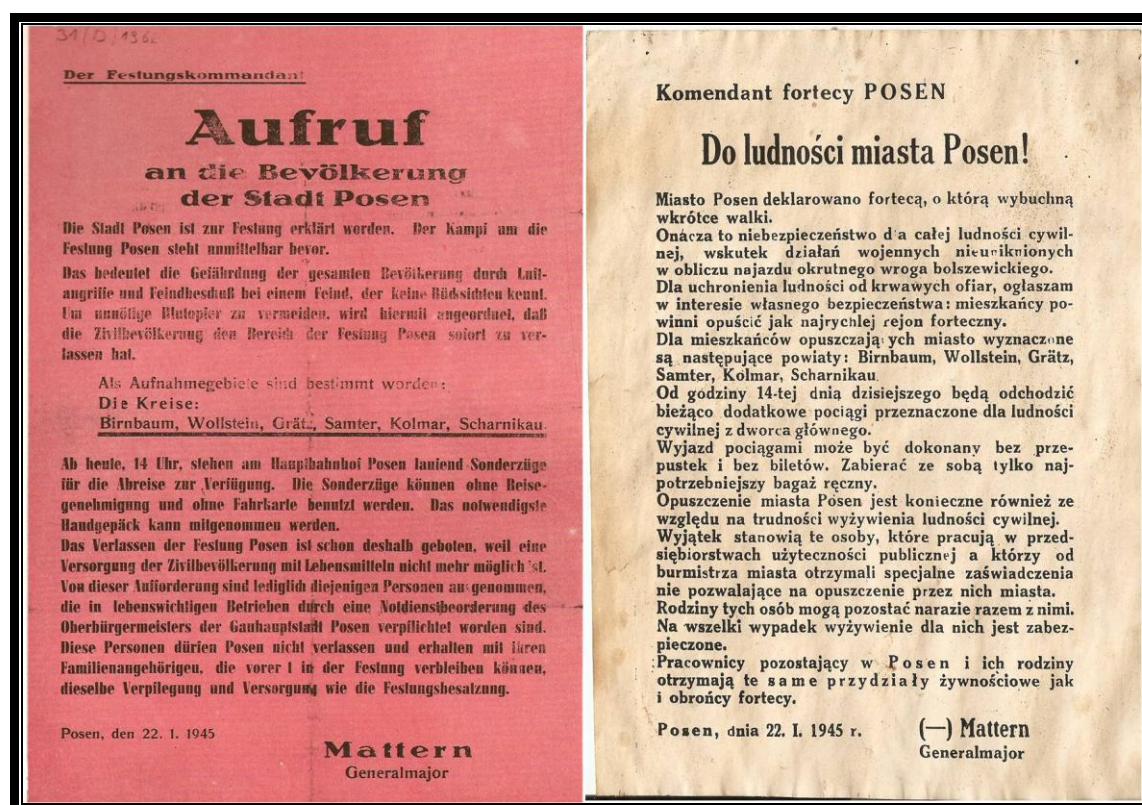 31/D/1962
Der Festungskommandant
Aufruf
an die Bevölkerung
der Stadt Posen
Die Stadt Posen ist zur Festung erklärt worden. Der Kampf um die
Festung Posen steht unmittelbar bevor.
Das bedeutet die Gefährdung der gesamten Bevölkerung durch Luft-
angriffe und Feindbeschuß bei einem Feind, der keine Rücksichten kennt.
Um unnötige Blutopfer zu vermeiden, wird hiermit angeordnet, daß
die Zivilbevölkerung den Bereich der Festung Posen sofort zu ver-
lassen hat.
Als Aufnahmegebiete sind bestimmt worden:
Die Kreise:
Birnbaum, Wollstein, Grätz, Samter, Kolmar, Scharnikau.
Ab heute, 14 Uhr, stehen am Hauptbahnhof Posen laufend Sonderzüge
für die Abreise zur Verfügung. Die Sonderzüge können ohne Reise-
genehmigung und ohne Fahrkarte benutzt werden. Das notwendigste
Handgepäck kann mitgenommen werden.
Das Verlassen der Festung Posen ist schon deshalb geboten, weil eine
Versorgung der Zivilbevölkerung mit Lebensmitteln nicht mehr möglich ist.
Von dieser Aufforderung sind lediglich diejenigen Personen ausgenommen,
die in lebenswichtigen Betrieben durch eine Notdienstbeorderung des
Oberbürgermeisters der Gauhauptstadt Posen verpflichtet worden sind.
Diese Personen dürfen Posen nicht verlassen und erhalten mit ihren
Familienangehörigen, die vorerst in der Festung verbleiben können,
dieselbe Verpflegung und Versorgung wie die Festungsbesatzung.
Posen, den 22. 1. 1945
Mattern
Generalmajor
Komendant fortecy POSEN
Do ludności miasta Posen!
Miasto Posen deklarowano fortecą, o którą wybuchną
wkrótce walki.
Onácza to niebezpieczeństwo d'a całej ludności cywil-
nej, wskutek działań wojennych nieuniknionych
w obliczu najazdu okrutnego wroga bolszewickiego.
Dla uchronienia ludności od krwawych ofiar, ogłaszam
w interesie własnego bezpieczeństwa: mieszkańcy po-
winni opuścić jak najrychlej rejon forteczny.
Dla mieszkańców opuszczających miasto wyznaczone
są następujące powiaty: Birnbaum, Wollstein, Grätz,
Samter, Kolmar, Scharnikau.
Od godziny 14-tej dnią dzisiejszego będą odchodzić
bieżąco dodatkowe pociągi przeznaczone dla ludności
cywilnej z dworca głównego.
Wyjazd pociągami może być dokonany bez prze-
pustek i bez biletów. Zabierać ze sobą tylko naj-
potrzebniejszy bagaż ręczny.
Opuszczenie miasta Posen jest konieczne również ze
względu na trudności wyżywienia ludności cywilnej.
Wyjątek stanowią te osoby, które pracują w przed-
siębiorstwach użyteczności publicznej a którzy od
burmistrza miasta otrzymali specjalne zaświadczenia
nie pozwalające na opuszczenie przez nich miasta.
Rodziny tych osób mogą pozostać narazie razem z nimi.
Na wszelki wypadek wyżywienie dla nich jest zabez-
pieczone.
Pracownicy pozostający w Posen i ich rodziny
otrzymają te same przydziały żywnościowe jak
i obrońcy fortecy.
Posen, dnia 22. I. 1945 r.
(—) Mattern
Generalmajor